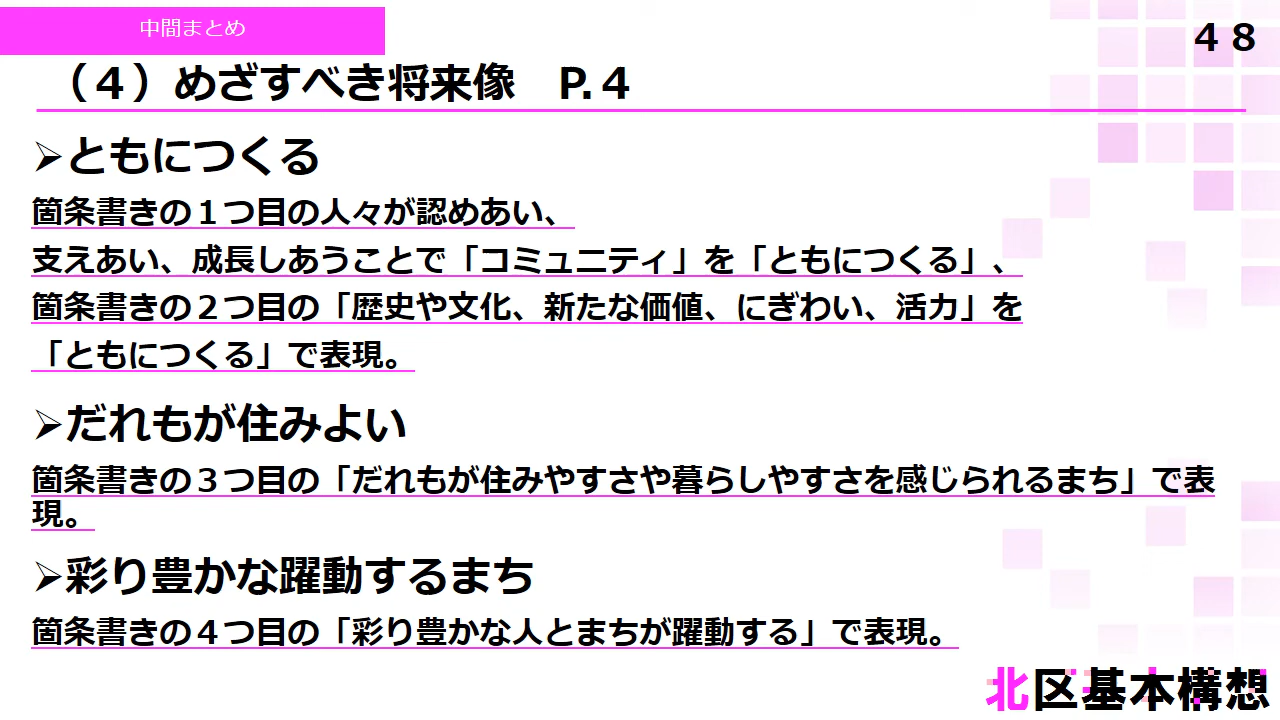 中間まとめ
４８
（４）めざすべき将来像　P.４
➢ともにつくる
箇条書きの１つ目の人々が認めあい、
支えあい、成長しあうことで「コミュニティ」を「ともにつくる」、
箇条書きの２つ目の「歴史や文化、新たな価値、にぎわい、活力」を
「ともにつくる」で表現。
➢だれもが住みよい
箇条書きの３つ目の「だれもが住みやすさや暮らしやすさを感じられるまち」で表
現。
➢彩り豊かな躍動するまち
箇条書きの４つ目の「彩り豊かな人とまちが躍動する」で表現。
北区基本構想